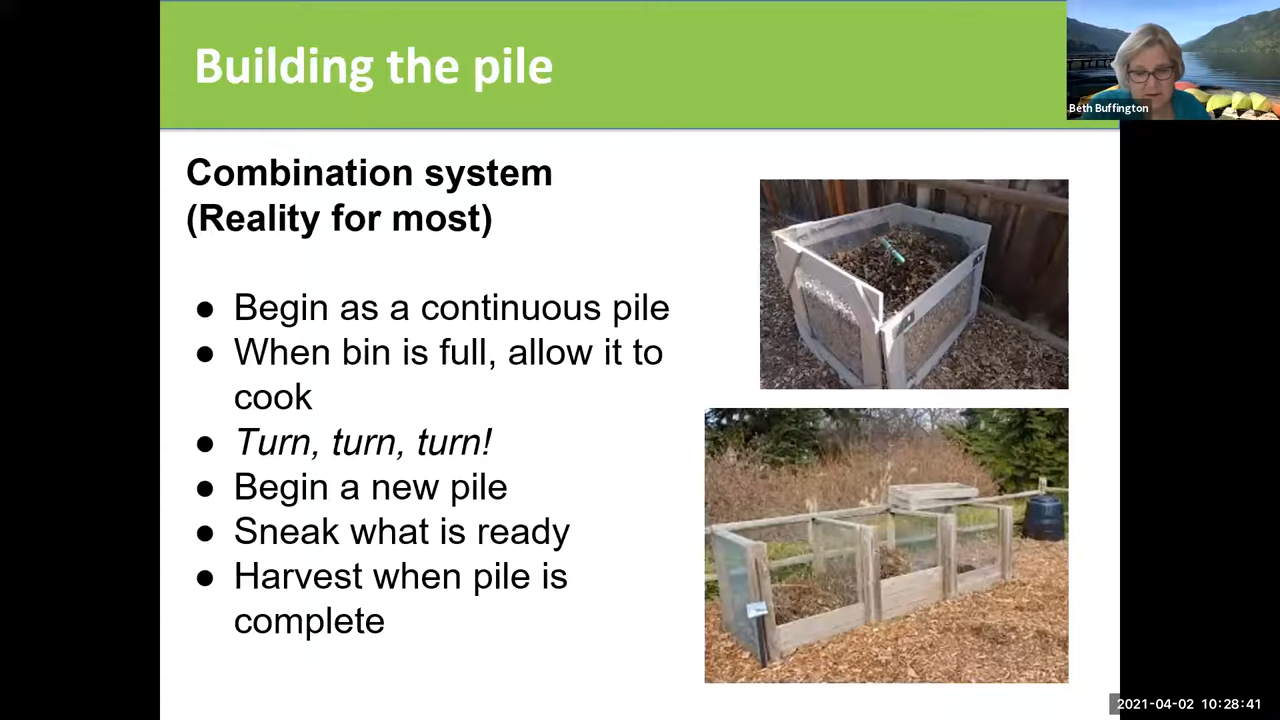 Building the pile
Beth Buffington
Combination system
(Reality for most)
● Begin as a continuous pile
● When bin is full, allow it to
cook
● Turn, turn, turn!
● Begin a new pile
● Sneak what is ready
● Harvest when pile is
complete
2021-04-02 10:28:41